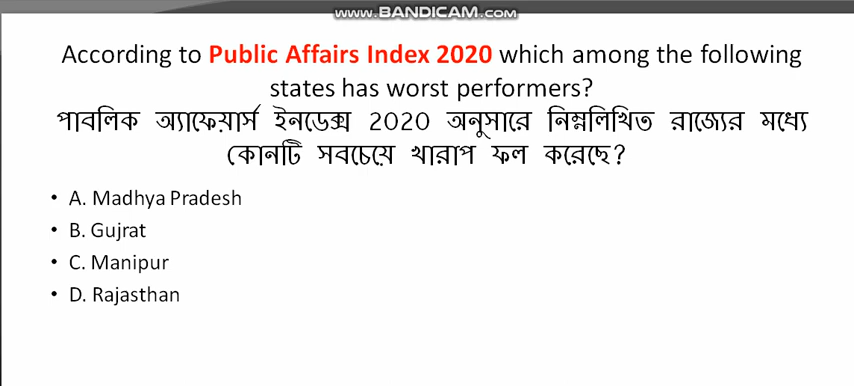 WWW.BANDICAM.COM
According to Public Affairs Index 2020 which among the following
states has worst performers?
পাবলিক অ্যাফেয়ার্স ইনডেক্স 2020 অনুসারে নিম্নলিখিত রাজ্যের মধ্যে
কোনটি সবচেয়ে খারাপ ফল করেছে?
• A. Madhya Pradesh
• B. Gujrat
• C. Manipur
• D. Rajasthan